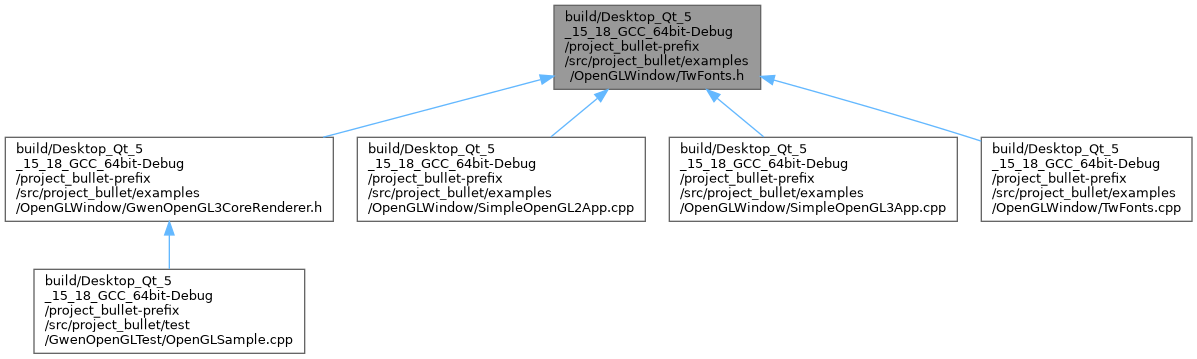 build/Desktop_Qt_5
_15_18_GCC_64bit-Debug
/project_bullet-prefix
/src/project_bullet/examples
/OpenGLWindow/TwFonts.h
build/Desktop_Qt_5
_15_18_GCC_64bit-Debug
/project_bullet-prefix
/src/project_bullet/examples
/OpenGLWindow/GwenOpenGL3CoreRenderer.h
build/Desktop_Qt_5
_15_18_GCC_64bit-Debug
/project_bullet-prefix
/src/project_bullet/examples
/OpenGLWindow/SimpleOpenGL2App.cpp
build/Desktop_Qt_5
_15_18_GCC_64bit-Debug
/project_bullet-prefix
/src/project_bullet/examples
/OpenGLWindow/SimpleOpenGL3App.cpp
build/Desktop_Qt_5
_15_18_GCC_64bit-Debug
/project_bullet-prefix
/src/project_bullet/examples
/OpenGLWindow/TwFonts.cpp
build/Desktop_Qt_5
_15_18_GCC_64bit-Debug
/project_bullet-prefix
/src/project_bullet/test
/GwenOpenGLTest/OpenGLSample.cpp